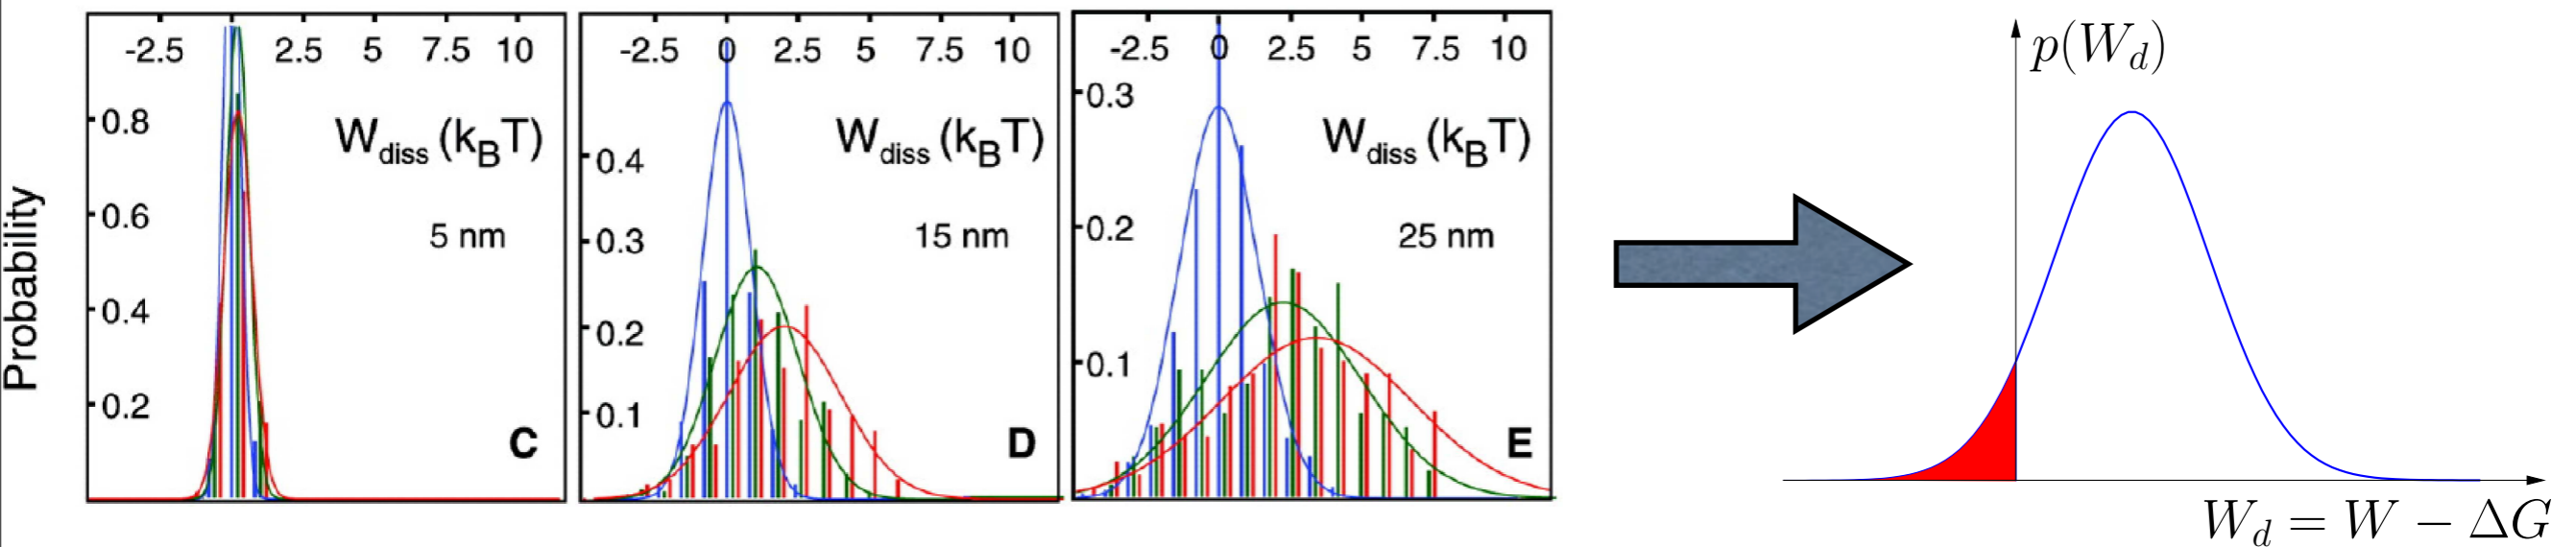 Probability
-2.5 2.5 5 7.5 10
W_diss (k_BT)
5 nm
0.8
0.6
0.4
0.2
C
-2.5 0 2.5 5 7.5 10
W_diss (k_BT)
15 nm
0.4
0.3
0.2
0.1
D
-2.5 0 2.5 5 7.5 10
W_diss (k_BT)
25 nm
0.3
0.2
0.1
E
p(W_d)
W_d = W − ΔG